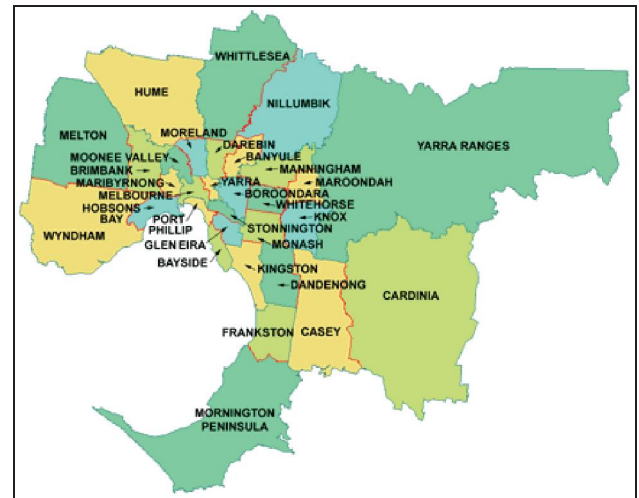 WHITTLESEA
HUME
NILLUMBIK
MELTON
MORELAND
DAREBIN
YARRA RANGES
MOONEE VALLEY
BANYULE
BRIMBANK
MANNINGHAM
MARIBYRNONG
YARRA
MAROONDAH
MELBOURNE
BOROONDARA
HOBSONS
BAY
WHITEHORSE
PORT
PHILLIP
KNOX
WYNDHAM
STONNINGTON
GLEN EIRA
MONASH
BAYSIDE
KINGSTON
DANDENONG
CARDINIA
FRANKSTON
CASEY
MORNINGTON
PENINSULA